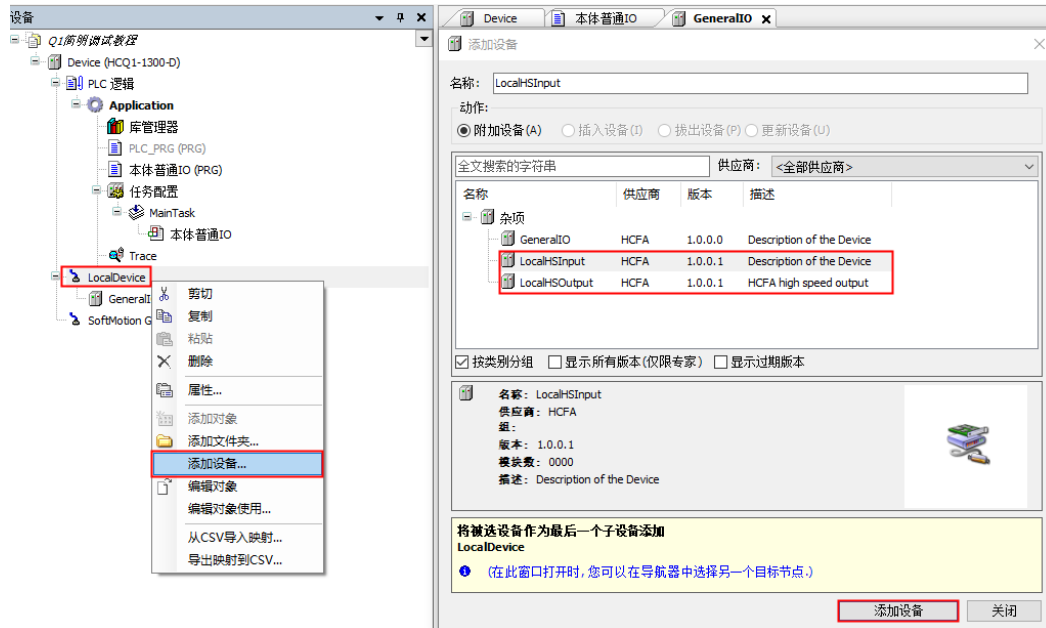 设备
Q1简明调试教程
Device (HCQ1-1300-D)
PLC 逻辑
Application
库管理器
PLC_PRG (PRG)
本体普通IO (PRG)
任务配置
MainTask
本体普通IO
Trace
LocalDevice
GeneralI
SoftMotion G
剪切
复制
粘贴
删除
属性...
添加对象
添加文件夹...
添加设备...
编辑对象
编辑对象使用...
从CSV导入映射...
导出映射到CSV...
Device 本体普通IO GeneralIO
添加设备
名称: LocalHSInput
动作:
附加设备(A) 插入设备(I) 拔出设备(P) 更新设备(U)
全文搜索的字符串 供应商: <全部供应商>
名称 供应商 版本 描述
杂项
GeneralIO HCFA 1.0.0.0 Description of the Device
LocalHSInput HCFA 1.0.0.1 Description of the Device
LocalHSOutput HCFA 1.0.0.1 HCFA high speed output
按类别分组 显示所有版本(仅限专家) 显示过期版本
名称: LocalHSInput
供应商: HCFA
组:
版本: 1.0.0.1
模块数: 0000
描述: Description of the Device
将被选设备作为最后一个子设备添加
LocalDevice
(在此窗口打开时,您可以在导航器中选择另一个目标节点.)
添加设备 关闭